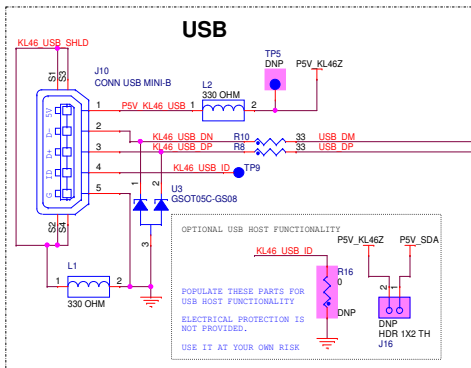 USB
KL46_USB_SHLD
TP5
DNP
P5V_KL46Z
J10
CONN USB MINI-B
S1
S3
L2
330 OHM
5V
D-
D+
ID
G
1
P5V_KL46_USB
1
2
2
KL46_USB_DN
R10
33
USB_DM
3
KL46_USB_DP
R8
33
USB_DP
4
KL46_USB_ID
TP9
5
1
2
U3
GSOT05C-GS08
3
S2
S4
L1
1
2
330 OHM
OPTIONAL USB HOST FUNCTIONALITY
KL46_USB_ID
P5V_KL46Z
P5V_SDA
R16
0
DNP
2
1
DNP
HDR 1X2 TH
J16
POPULATE THESE PARTS FOR
USB HOST FUNCTIONALITY
ELECTRICAL PROTECTION IS
NOT PROVIDED.
USE IT AT YOUR OWN RISK